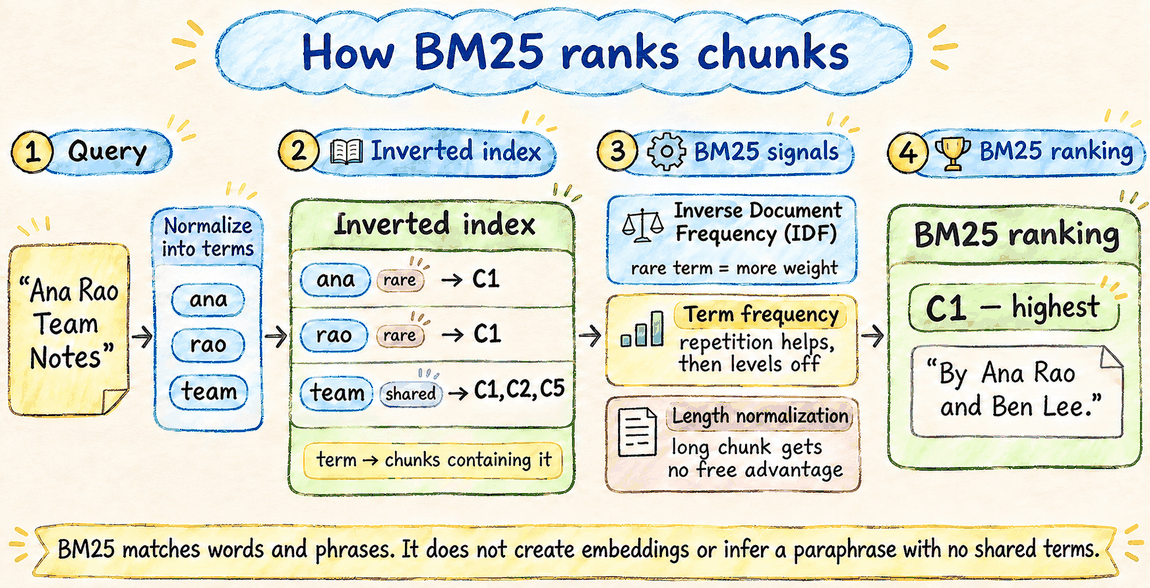 How BM25 ranks chunks
1 Query
“Ana Rao
Team
Notes”
Normalize
into terms
ana
rao
team
2 Inverted index
Inverted index
ana rare → C1
rao rare → C1
team shared → C1,C2,C5
term → chunks containing it
3 BM25 signals
Inverse Document
Frequency (IDF)
rare term = more weight
Term frequency
repetition helps,
then levels off
Length normalization
long chunk gets
no free advantage
4 BM25 ranking
BM25 ranking
C1 – highest
“By Ana Rao
and Ben Lee.”
BM25 matches words and phrases. It does not create embeddings or infer a paraphrase with no shared terms.